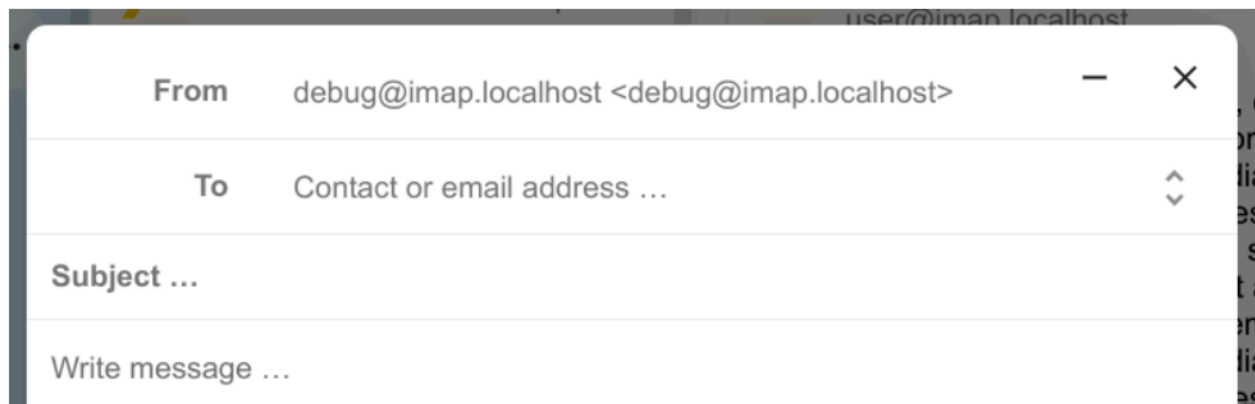 user@imap.localhost
From debug@imap.localhost <debug@imap.localhost>
To Contact or email address …
Subject …
Write message …